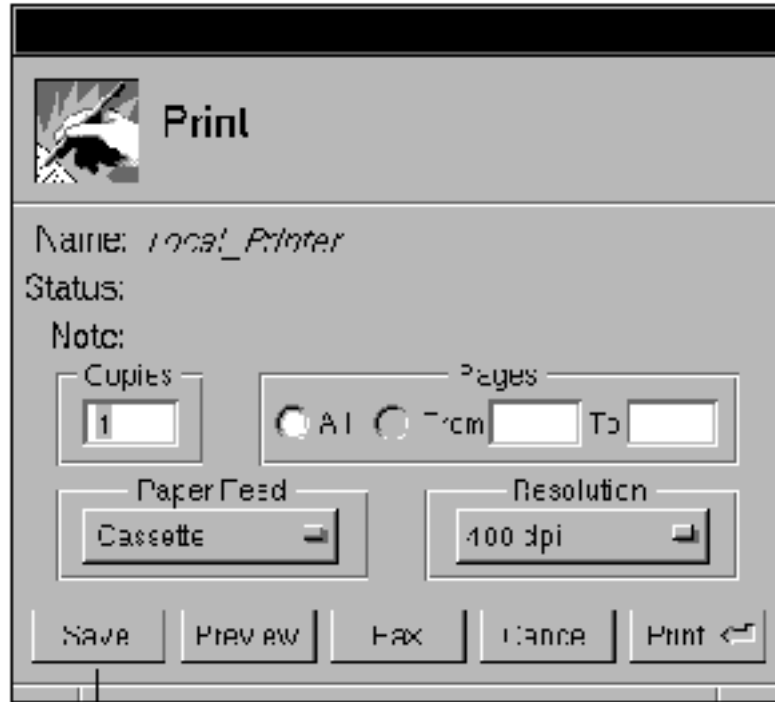 Print
Name: Local_Printer
Status:
Note:
Copies
Pages
1
All From To
Paper Feed
Resolution
Cassette
400 dpi
Save Preview Fax Cancel Print